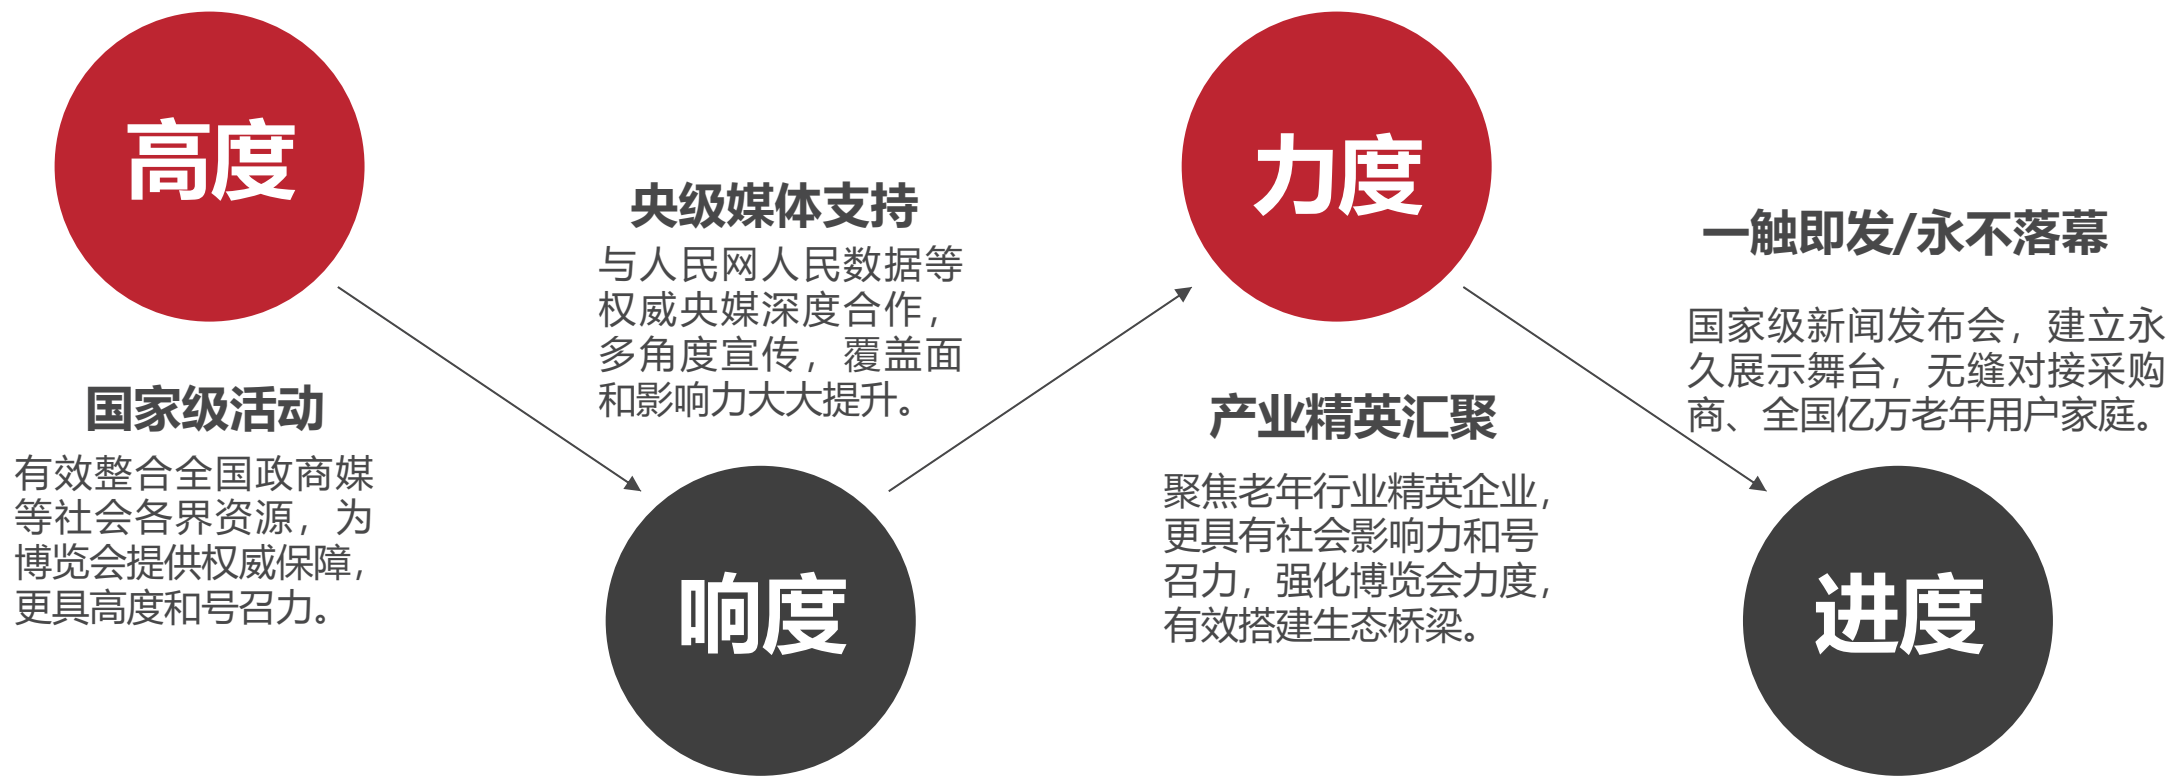 高度
国家级活动
有效整合全国政商媒
等社会各界资源，为
博览会提供权威保障，
更具高度和号召力。
央级媒体支持
与人民网人民数据等
权威央媒深度合作，
多角度宣传，覆盖面
和影响力大大提升。
响度
力度
产业精英汇聚
聚焦老年行业精英企业，
更具有社会影响力和号
召力，强化博览会力度，
有效搭建生态桥梁。
一触即发/永不落幕
国家级新闻发布会，建立永
久展示舞台，无缝对接采购
商、全国亿万老年用户家庭。
进度